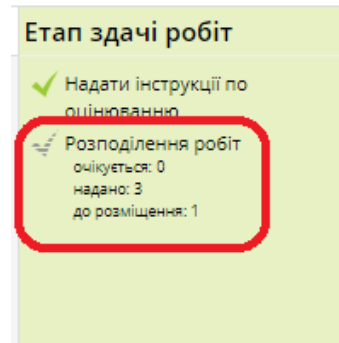 Етап здачі робіт
Надати інструкції по
оцінюванню
Розподілення робіт
очікується: 0
надано: 3
до розміщення: 1